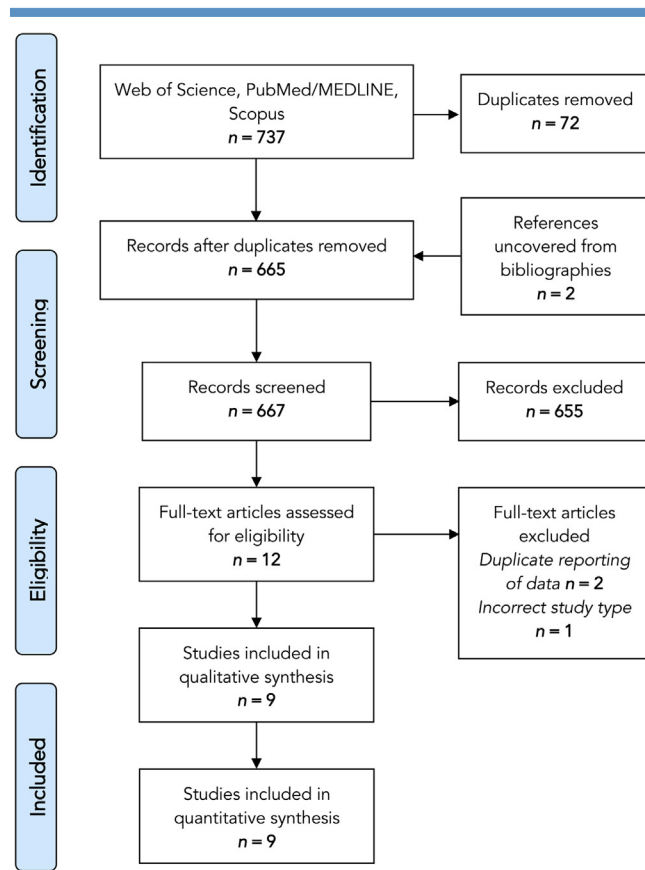 Identification
Web of Science, PubMed/MEDLINE,
Scopus
n = 737
Duplicates removed
n = 72
Records after duplicates removed
n = 665
References
uncovered from
bibliographies
n = 2
Screening
Records screened
n = 667
Records excluded
n = 655
Eligibility
Full-text articles assessed
for eligibility
n = 12
Full-text articles
excluded
Duplicate reporting
of data n = 2
Incorrect study type
n = 1
Studies included in
qualitative synthesis
n = 9
Included
Studies included in
quantitative synthesis
n = 9